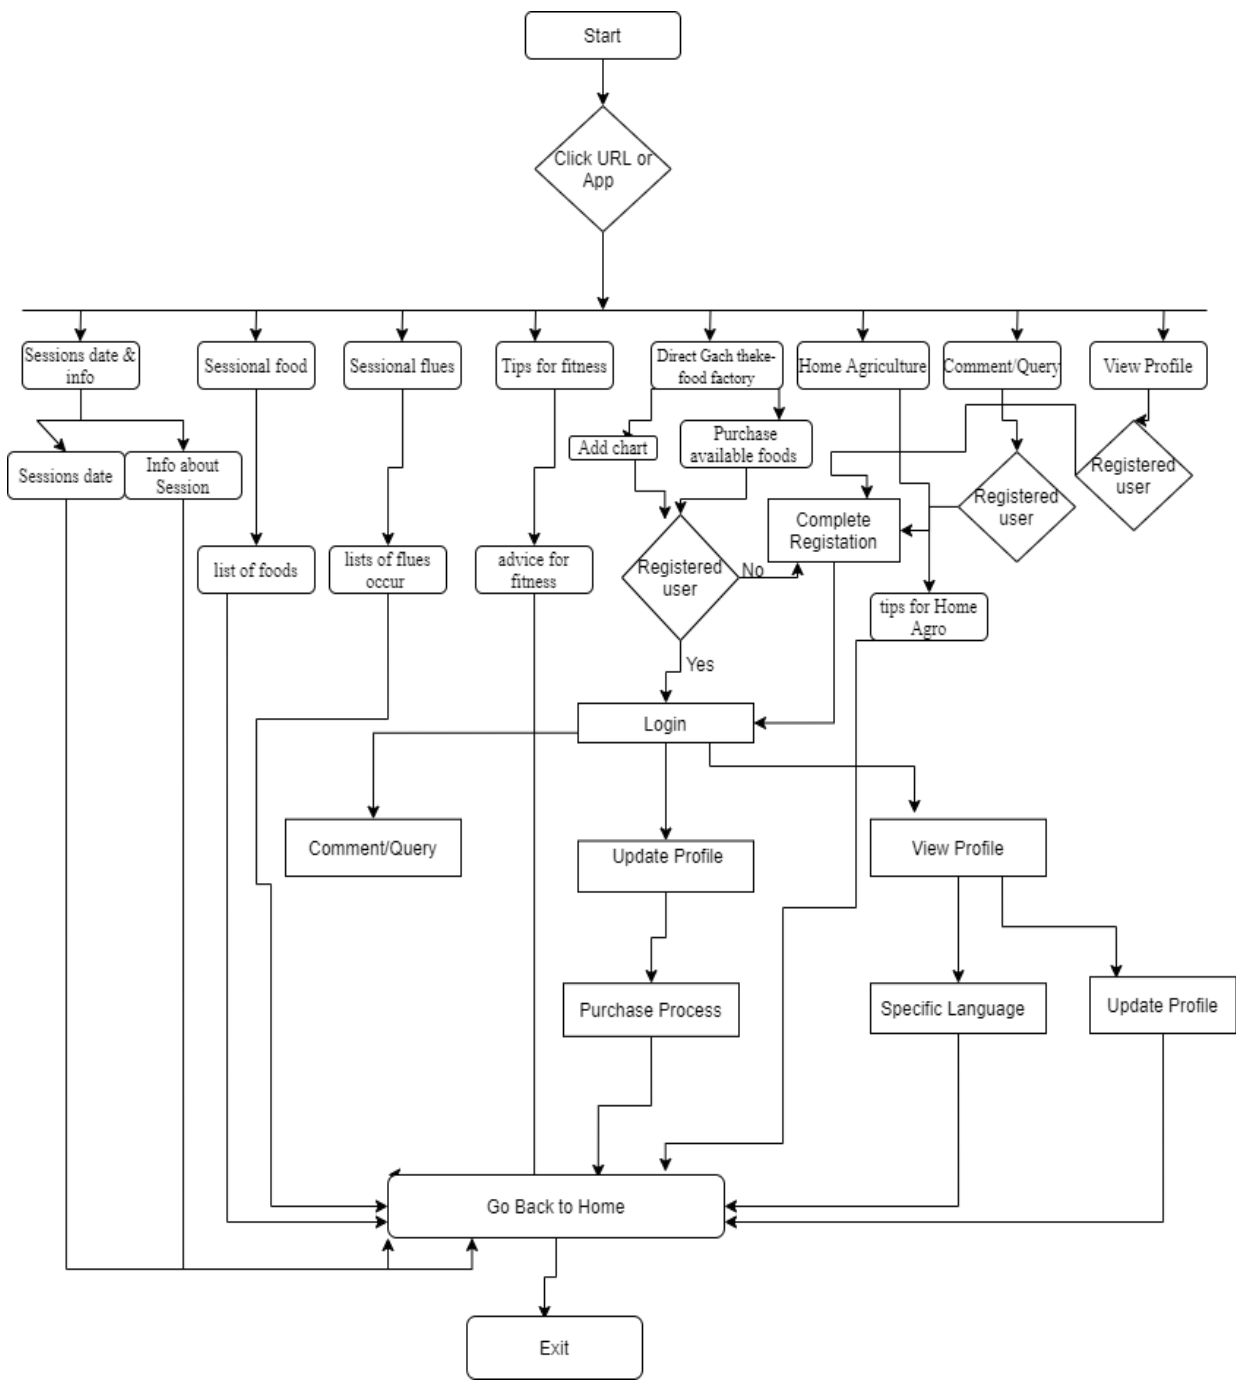 Start
Click URL or
App
Sessions date &
info
Sessional food
Sessional flues
Tips for fitness
Direct Gach theke-
food factory
Home Agriculture
Comment/Query
View Profile
Add chart
Purchase
available foods
Sessions date
Info about
Session
Registered
user
Registered
user
Complete
Registation
list of foods
lists of flues
occur
advice for
fitness
Registered
user
No
tips for Home
Agro
Yes
Login
Comment/Query
Update Profile
View Profile
Purchase Process
Specific Language
Update Profile
Go Back to Home
Exit